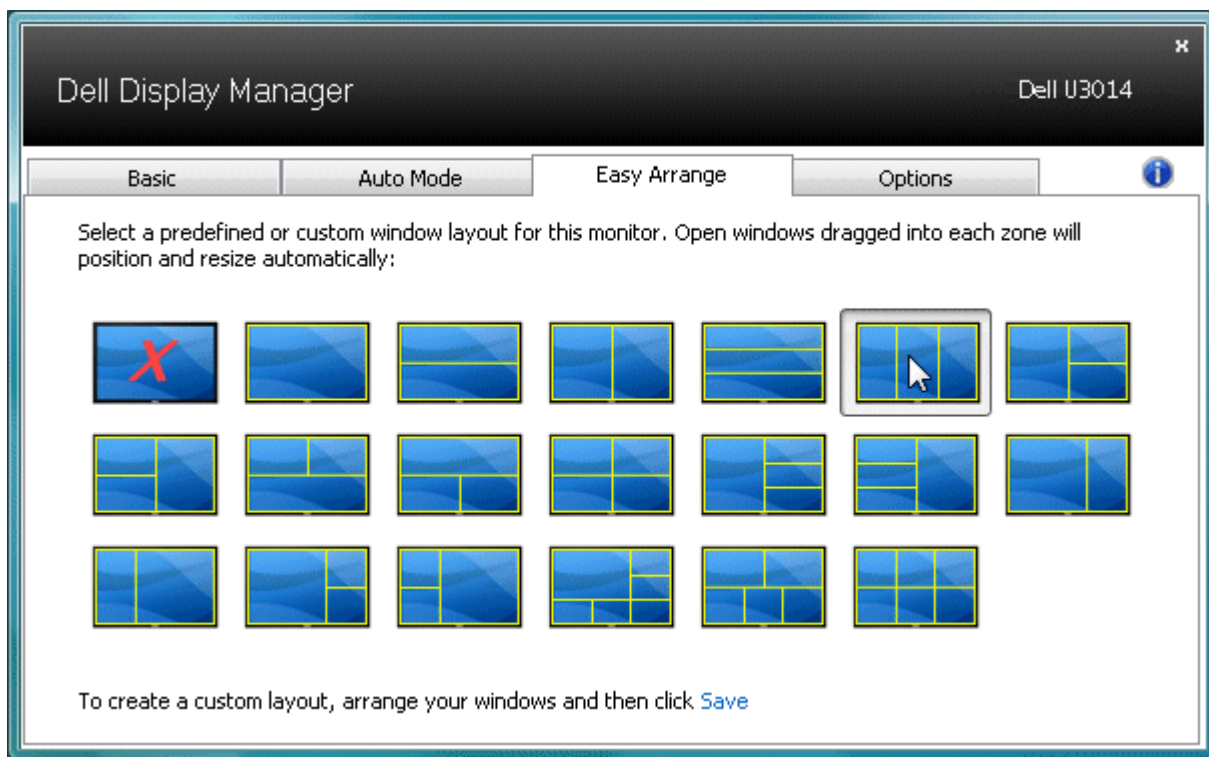 Dell Display Manager
Dell U3014
Basic
Auto Mode
Easy Arrange
Options
Select a predefined or custom window layout for this monitor. Open windows dragged into each zone will
position and resize automatically:
To create a custom layout, arrange your windows and then click Save